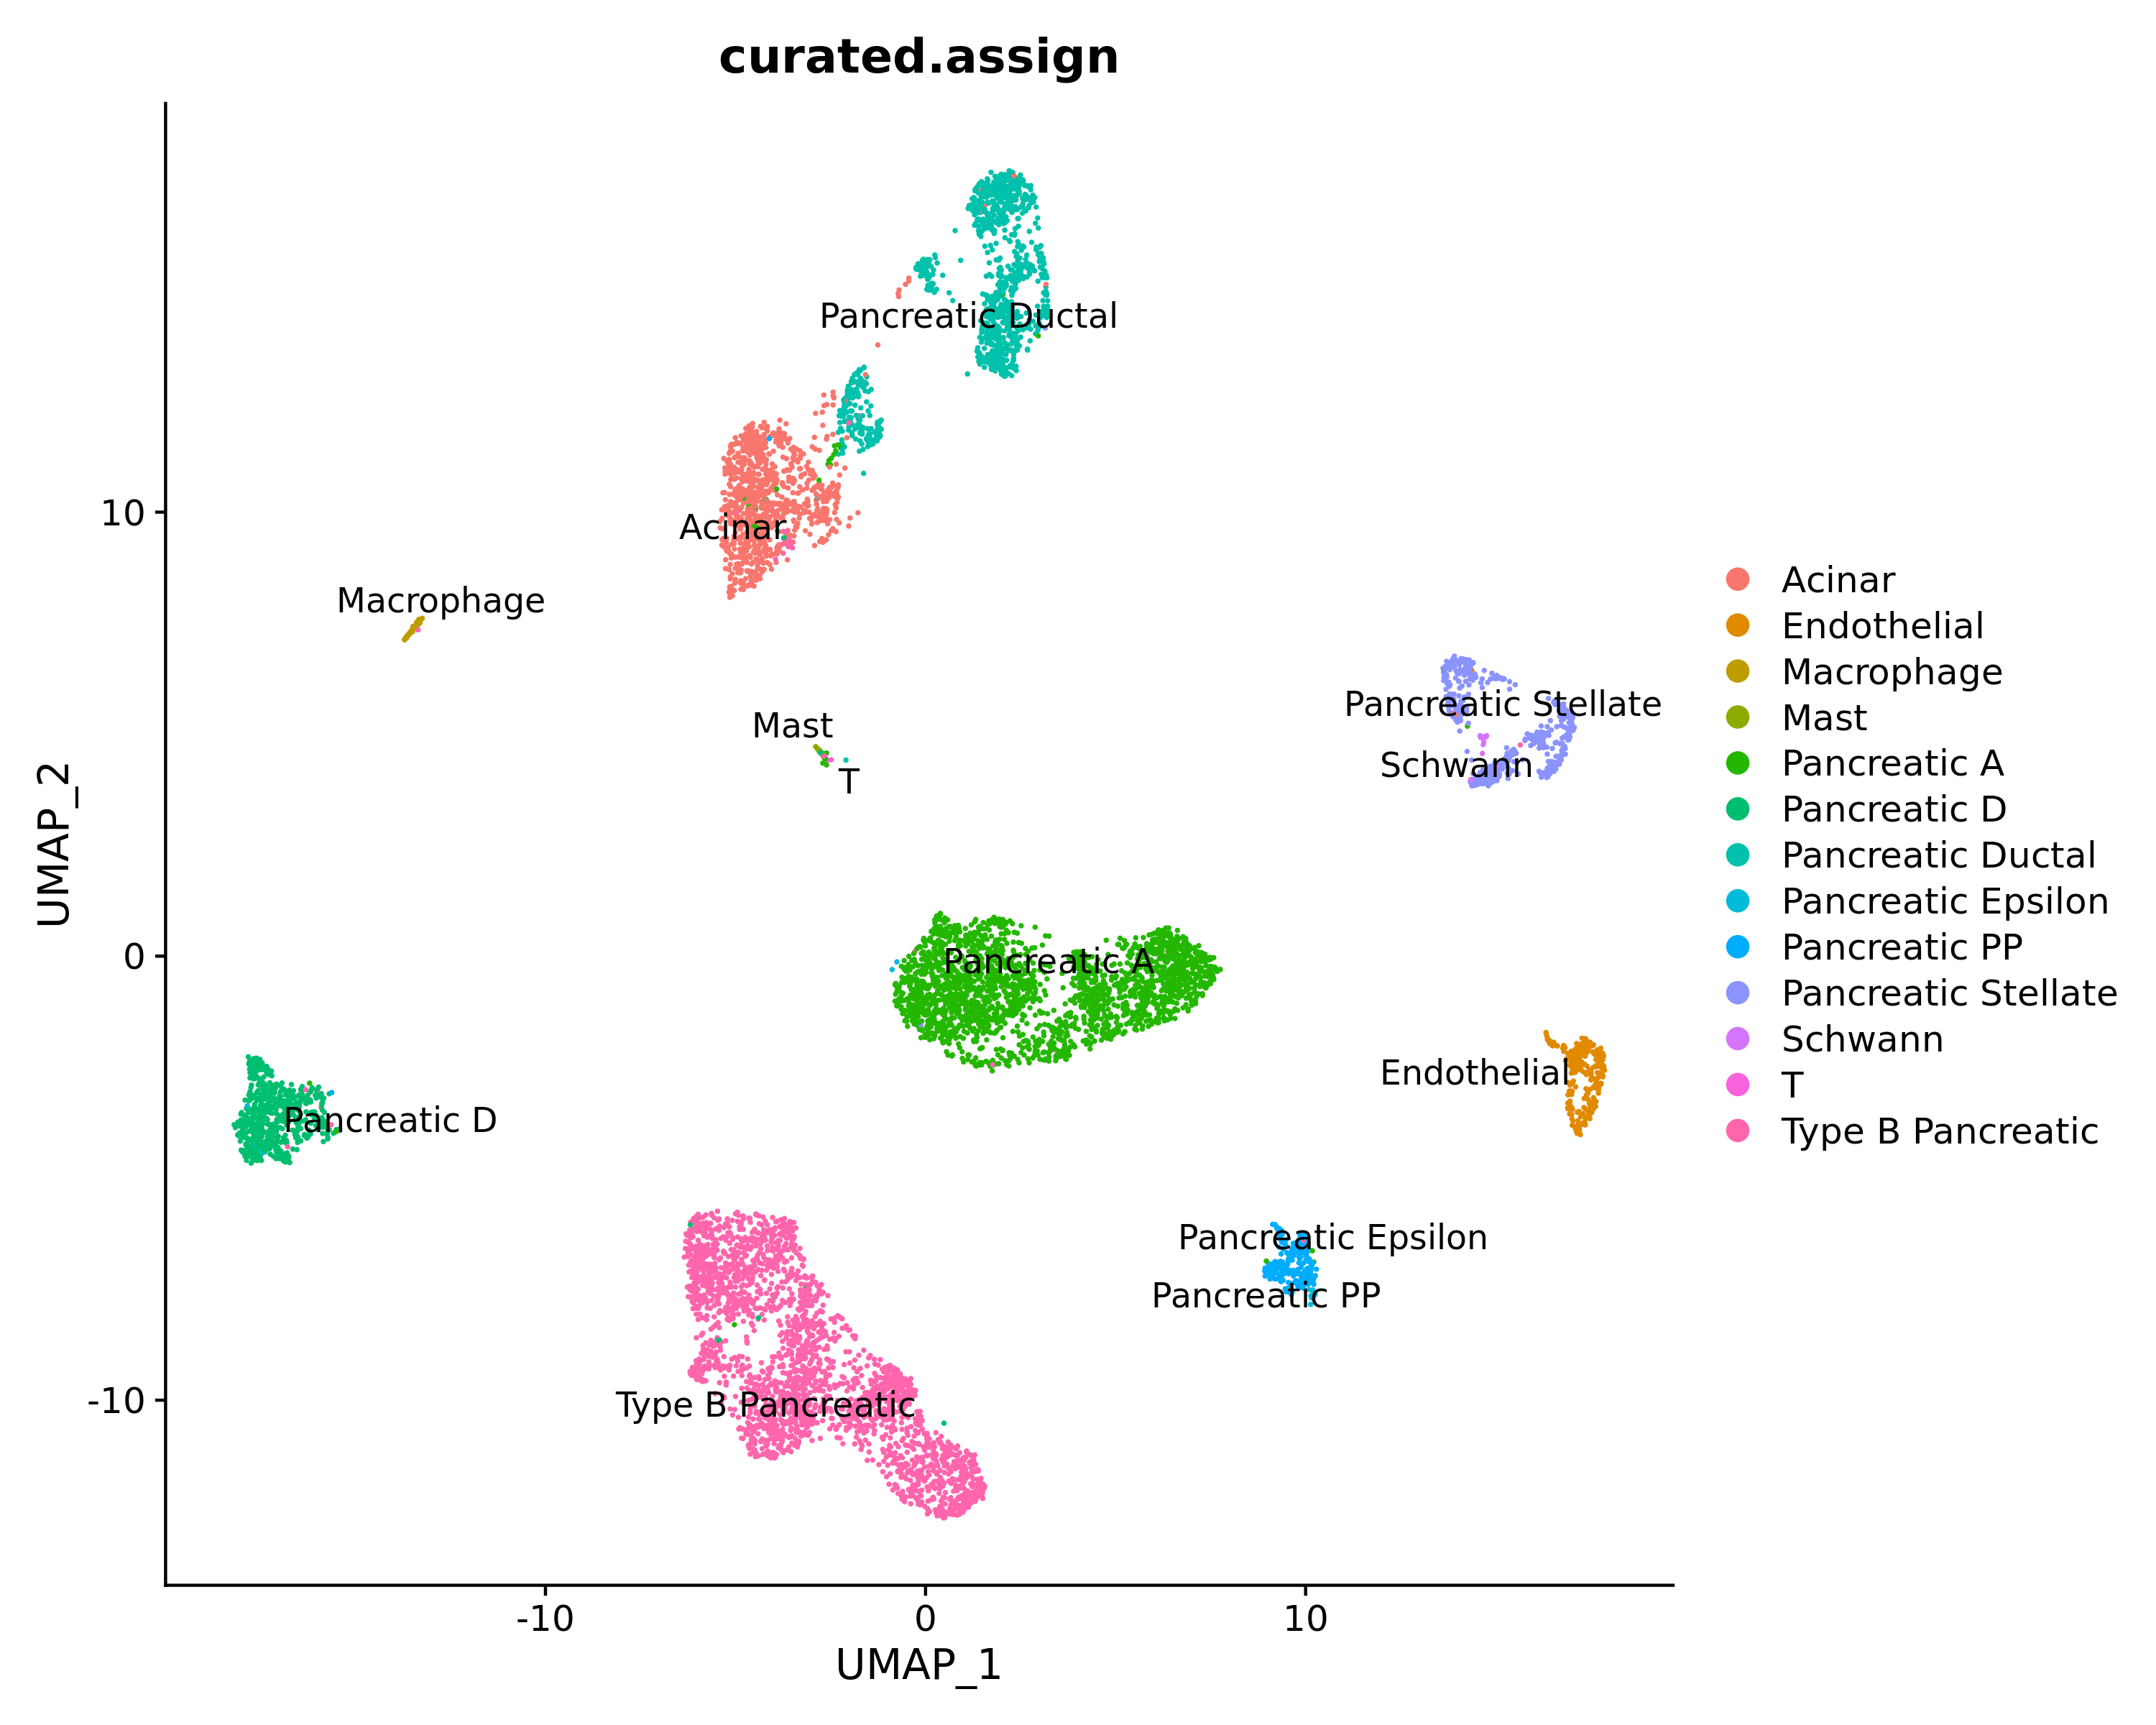 curated.assign
Pancreatic Ductal
Acinar
Macrophage
Pancreatic Stellate
Mast
Schwann
T
Pancreatic A
Endothelial
Pancreatic D
Pancreatic Epsilon
Pancreatic PP
Type B Pancreatic
UMAP_2
10
0
-10
-10
0
10
UMAP_1
Acinar
Endothelial
Macrophage
Mast
Pancreatic A
Pancreatic D
Pancreatic Ductal
Pancreatic Epsilon
Pancreatic PP
Pancreatic Stellate
Schwann
T
Type B Pancreatic